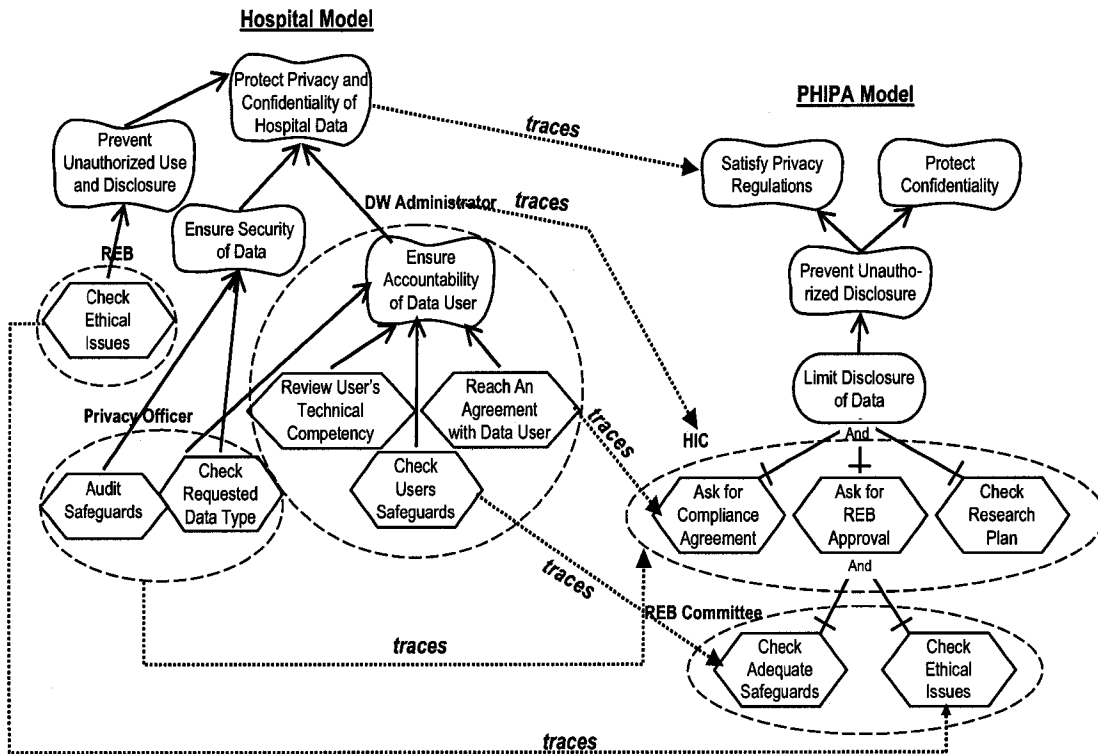 Hospital Model
Protect Privacy and
Confidentiality of
Hospital Data
Prevent
Unauthorized Use
and Disclosure
Ensure Security
of Data
REB
Check
Ethical
Issues
DW Administrator
Ensure
Accountability
of Data User
Review User's
Technical
Competency
Reach An
Agreement
with Data User
Check
Users
Safeguards
Privacy Officer
Audit
Safeguards
Check
Requested
Data Type
traces
traces
traces
traces
traces
traces
PHIPA Model
Satisfy Privacy
Regulations
Protect
Confidentiality
Prevent Unautho-
rized Disclosure
Limit Disclosure
of Data
And
HIC
Ask for
Compliance
Agreement
Ask for
REB
Approval
Check
Research
Plan
And
REB Committee
Check
Adequate
Safeguards
Check
Ethical
Issues